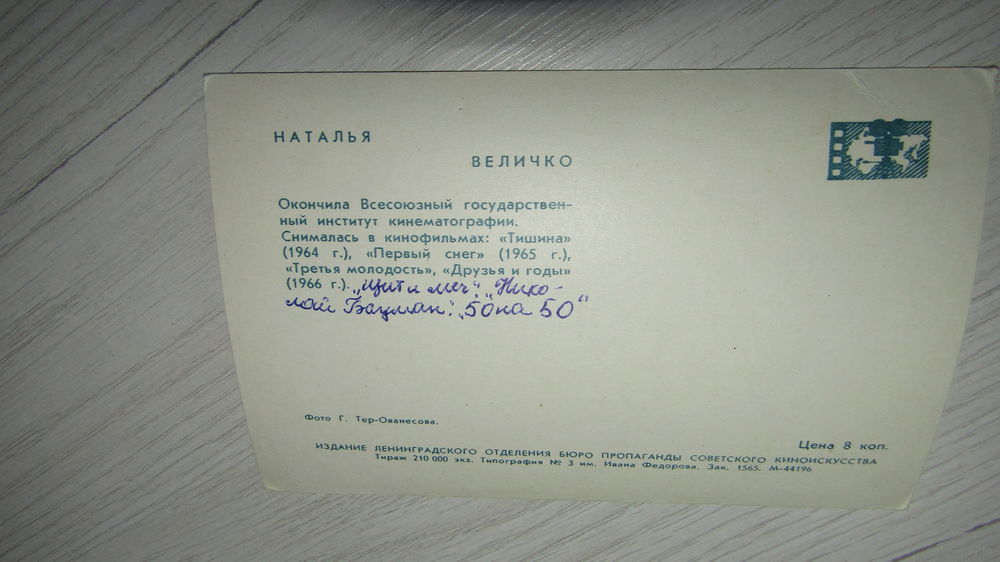 НАТАЛЬЯ
ВЕЛИЧКО
Окончила Всесоюзный государствен-
ный институт кинематографии.
Снималась в кинофильмах: «Тишина»
(1964 г.), «Первый снег» (1965 г.),
«Третья молодость», «Друзья и годы»
(1966 г.). „Щит и меч". „Нико-
лай Бауман". „50 на 50"
Фото Г. Тер-Ованесова.
Цена 8 коп.
ИЗДАНИЕ ЛЕНИНГРАДСКОГО ОТДЕЛЕНИЯ БЮРО ПРОПАГАНДЫ СОВЕТСКОГО КИНОИСКУССТВА
Тираж 210 000 экз. Типография № 3 им. Ивана Федорова. Зак. 1565. М-44196